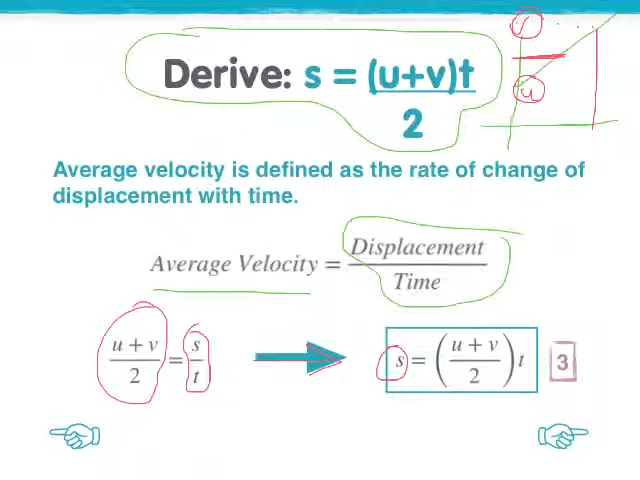 Derive: s = (u+v)t
2
Average velocity is defined as the rate of change of
displacement with time.
Average Velocity = Displacement
Time
u + v / 2 = s / t
s = ( u + v / 2 ) t
3
u